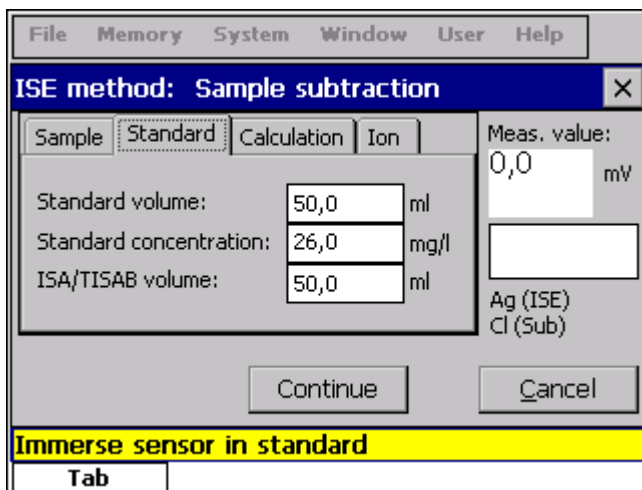 File Memory System Window User Help
ISE method: Sample subtraction
Sample Standard Calculation Ion
Meas. value:
0,0 mV
Standard volume: 50,0 ml
Standard concentration: 26,0 mg/l
ISA/TISAB volume: 50,0 ml
Ag (ISE)
Cl (Sub)
Continue Cancel
Immerse sensor in standard
Tab